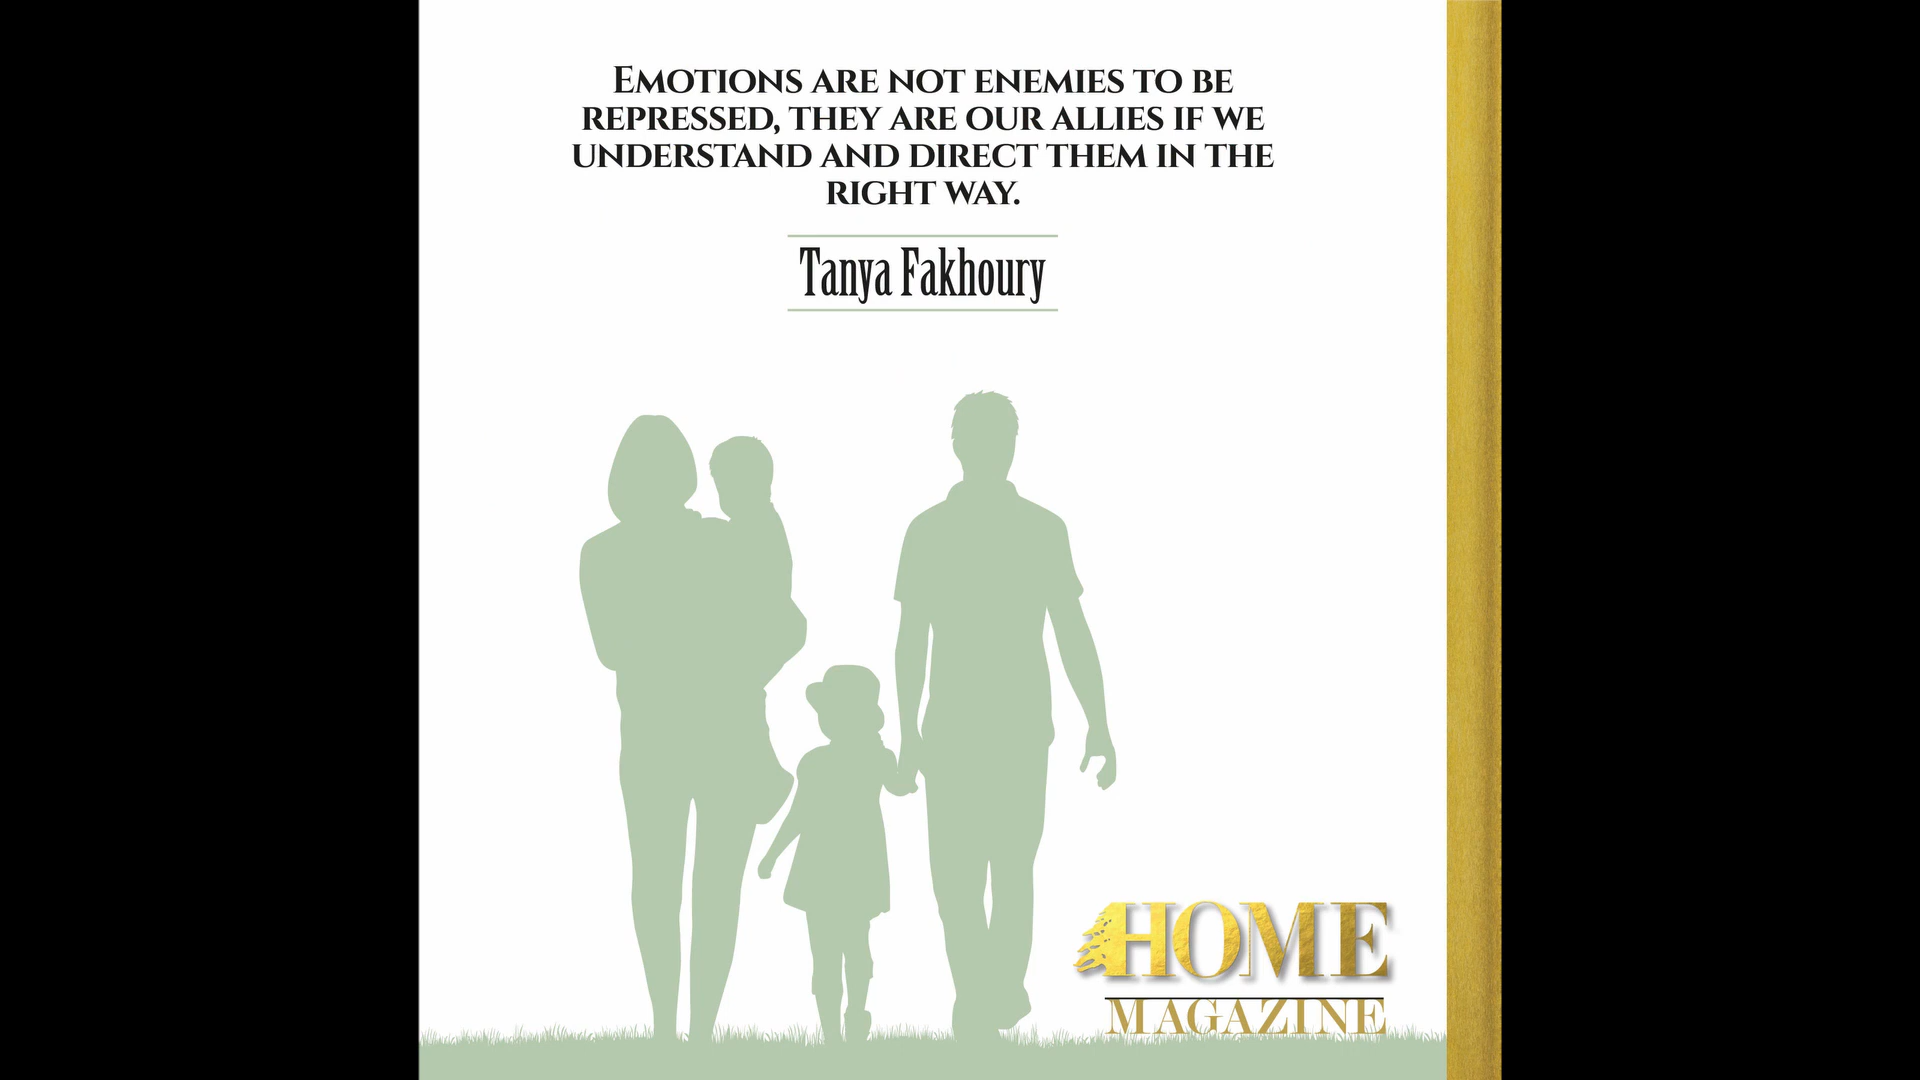 Emotions are not enemies to be
repressed, they are our allies if we
understand and direct them in the
right way.
Tanya Fakhoury
HOME
MAGAZINE